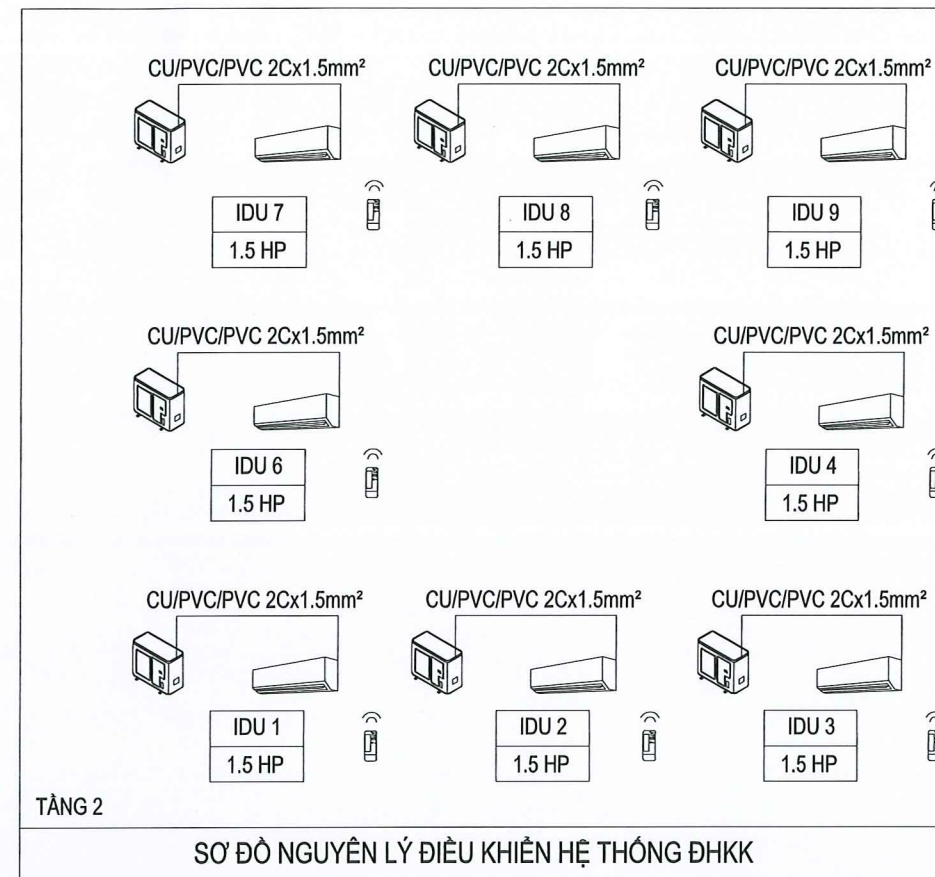 CU/PVC/PVC 2Cx1.5mm² CU/PVC/PVC 2Cx1.5mm² CU/PVC/PVC 2Cx1.5mm²
IDU 7 IDU 8 IDU 9
1.5 HP 1.5 HP 1.5 HP
CU/PVC/PVC 2Cx1.5mm² CU/PVC/PVC 2Cx1.5mm²
IDU 6 IDU 4
1.5 HP 1.5 HP
CU/PVC/PVC 2Cx1.5mm² CU/PVC/PVC 2Cx1.5mm² CU/PVC/PVC 2Cx1.5mm²
IDU 1 IDU 2 IDU 3
1.5 HP 1.5 HP 1.5 HP
TẦNG 2
SƠ ĐỒ NGUYÊN LÝ ĐIỀU KHIỂN HỆ THỐNG ĐHKK